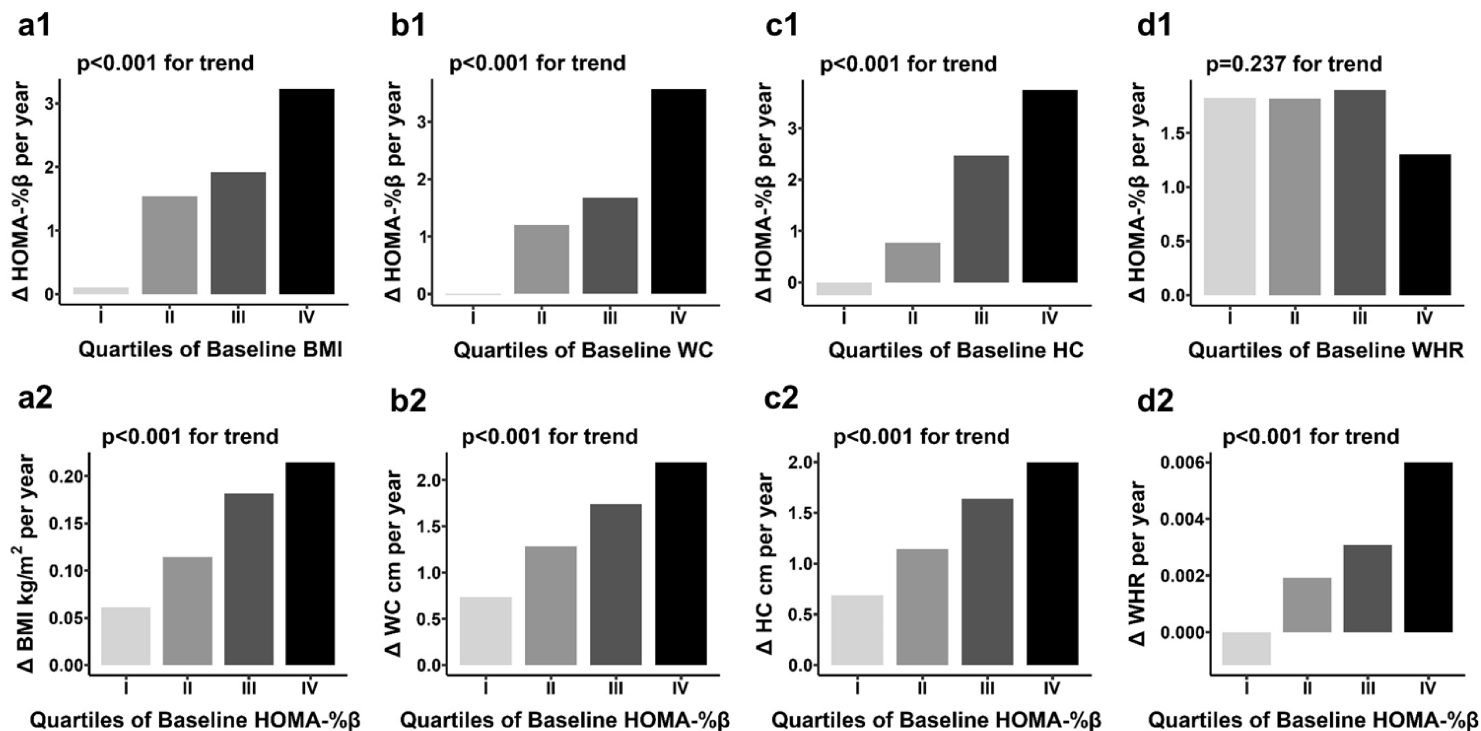 a1
p<0.001 for trend
Δ HOMA-%β per year
3
2
1
0
I
II
III
IV
Quartiles of Baseline BMI
b1
p<0.001 for trend
Δ HOMA-%β per year
3
2
1
0
I
II
III
IV
Quartiles of Baseline WC
c1
p<0.001 for trend
Δ HOMA-%β per year
3
2
1
0
I
II
III
IV
Quartiles of Baseline HC
d1
p=0.237 for trend
Δ HOMA-%β per year
1.5
1.0
0.5
0.0
I
II
III
IV
Quartiles of Baseline WHR
a2
p<0.001 for trend
Δ BMI kg/m² per year
0.20
0.15
0.10
0.05
0.00
I
II
III
IV
Quartiles of Baseline HOMA-%β
b2
p<0.001 for trend
Δ WC cm per year
2.0
1.5
1.0
0.5
0.0
I
II
III
IV
Quartiles of Baseline HOMA-%β
c2
p<0.001 for trend
Δ HC cm per year
2.0
1.5
1.0
0.5
0.0
I
II
III
IV
Quartiles of Baseline HOMA-%β
d2
p<0.001 for trend
Δ WHR per year
0.006
0.004
0.002
0.000
I
II
III
IV
Quartiles of Baseline HOMA-%β